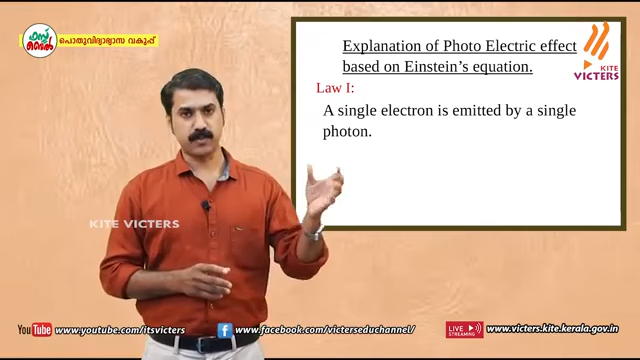 ഫസ്റ്റ് ബെൽ
പൊതുവിദ്യാഭ്യാസ വകുപ്പ്
KITE
VICTERS
Explanation of Photo Electric effect
based on Einstein's equation.
Law I:
A single electron is emitted by a single
photon.
KITE VICTERS
YouTube www.youtube.com/itsvicters
f www.facebook.com/victerseduchannel/
LIVE STREAMING www.victers.kite.kerala.gov.in